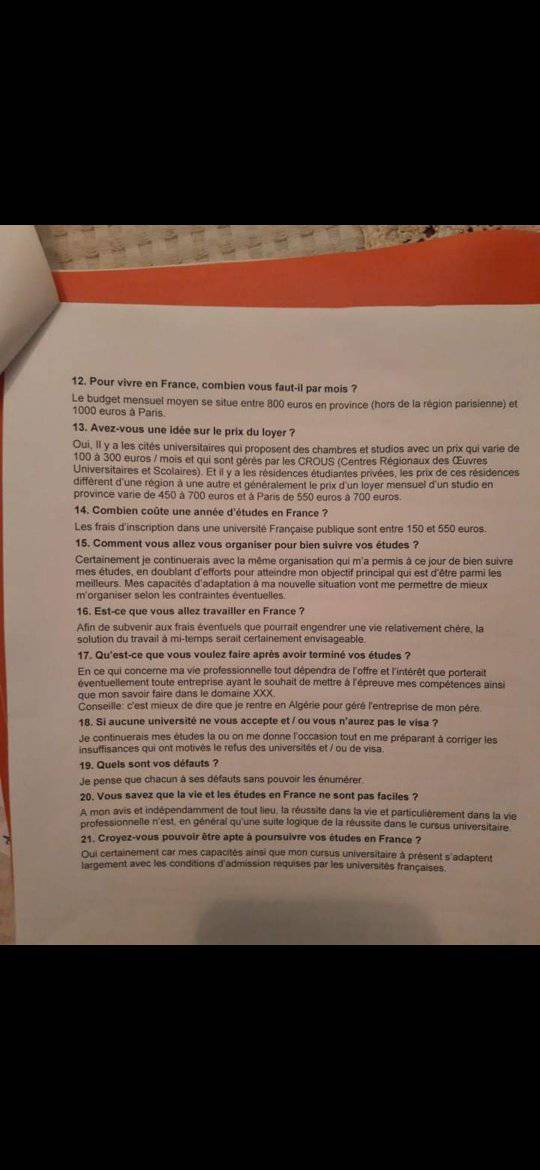 12. Pour vivre en France, combien vous faut-il par mois ?
Le budget mensuel moyen se situe entre 800 euros en province (hors de la région parisienne) et
1000 euros à Paris.
13. Avez-vous une idée sur le prix du loyer ?
Oui, Il y a les cités universitaires qui proposent des chambres et studios avec un prix qui varie de
100 à 300 euros / mois et qui sont gérés par les CROUS (Centres Régionaux des Œuvres
Universitaires et Scolaires). Et il y a les résidences étudiantes privées, les prix de ces résidences
différent d'une région à une autre et généralement le prix d'un loyer mensuel d'un studio en
province varie de 450 à 700 euros et à Paris de 550 euros à 700 euros.
14. Combien coûte une année d'études en France ?
Les frais d'inscription dans une université Française publique sont entre 150 et 550 euros.
15. Comment vous allez vous organiser pour bien suivre vos études ?
Certainement je continuerais avec la même organisation qui m'a permis à ce jour de bien suivre
mes études, en doublant d'efforts pour atteindre mon objectif principal qui est d'être parmi les
meilleurs. Mes capacités d'adaptation à ma nouvelle situation vont me permettre de mieux
m'organiser selon les contraintes éventuelles.
16. Est-ce que vous allez travailler en France ?
Afin de subvenir aux frais éventuels que pourrait engendrer une vie relativement chère, la
solution du travail à mi-temps serait certainement envisageable.
17. Qu'est-ce que vous voulez faire après avoir terminé vos études ?
En ce qui concerne ma vie professionnelle tout dépendra de l'offre et l'intérêt que porterait
éventuellement toute entreprise ayant le souhait de mettre à l'épreuve mes compétences ainsi
que mon savoir faire dans le domaine XXX.
Conseille: c'est mieux de dire que je rentre en Algérie pour géré l'entreprise de mon père.
18. Si aucune université ne vous accepte et / ou vous n'aurez pas le visa ?
Je continuerais mes études la ou on me donne l'occasion tout en me préparant à corriger les
insuffisances qui ont motivés le refus des universités et / ou de visa.
19. Quels sont vos défauts ?
Je pense que chacun à ses défauts sans pouvoir les énumérer.
20. Vous savez que la vie et les études en France ne sont pas faciles ?
A mon avis et indépendamment de tout lieu, la réussite dans la vie et particulièrement dans la vie
professionnelle n'est, en général qu'une suite logique de la réussite dans le cursus universitaire.
21. Croyez-vous pouvoir être apte à poursuivre vos études en France ?
Oui certainement car mes capacités ainsi que mon cursus universitaire à présent s'adaptent
largement avec les conditions d'admission requises par les universités françaises.